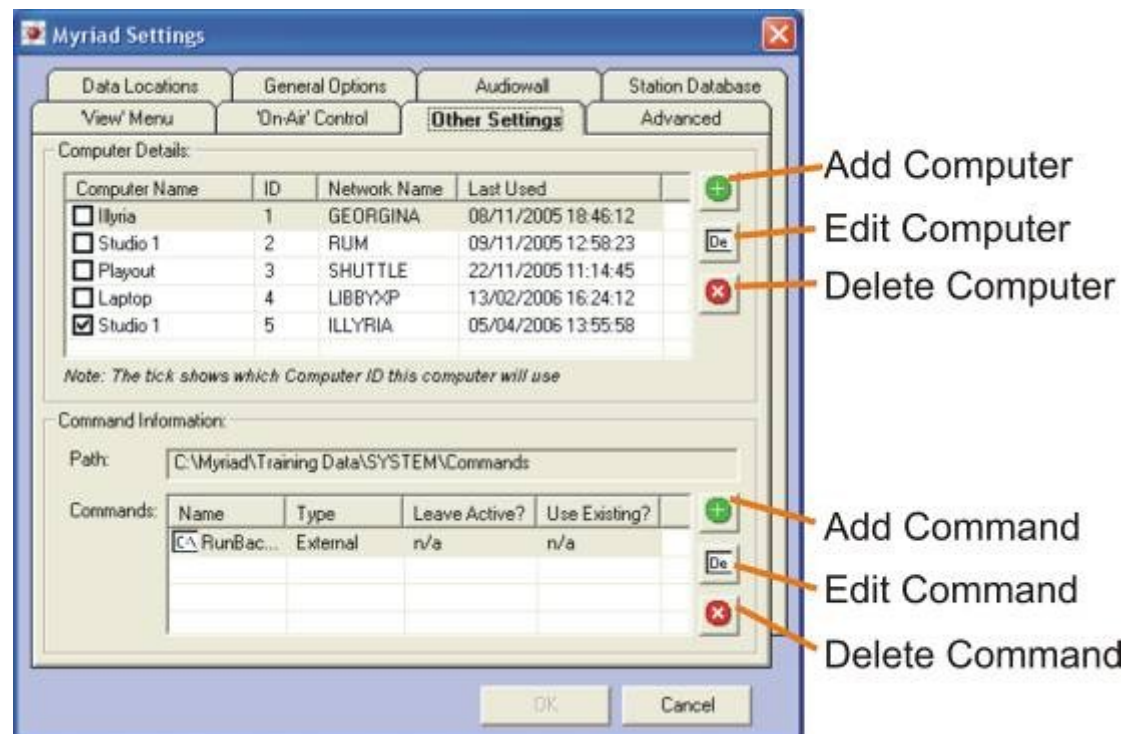 Myriad Settings
Data Locations General Options Audiowall Station Database
'View' Menu 'On-Air' Control Other Settings Advanced
Computer Details:
Computer Name ID Network Name Last Used
Illyria 1 GEORGINA 08/11/2005 18:46:12
Studio 1 2 RUM 09/11/2005 12:58:23
Playout 3 SHUTTLE 22/11/2005 11:14:45
Laptop 4 LIBBYXP 13/02/2006 16:24:12
Studio 1 5 ILLYRIA 05/04/2006 13:55:58
Note: The tick shows which Computer ID this computer will use
Add Computer
De
Edit Computer
Delete Computer
Command Information:
Path: C:\Myriad\Training Data\SYSTEM\Commands
Commands: Name Type Leave Active? Use Existing?
C:\ RunBac... External n/a n/a
Add Command
De
Edit Command
Delete Command
OK Cancel